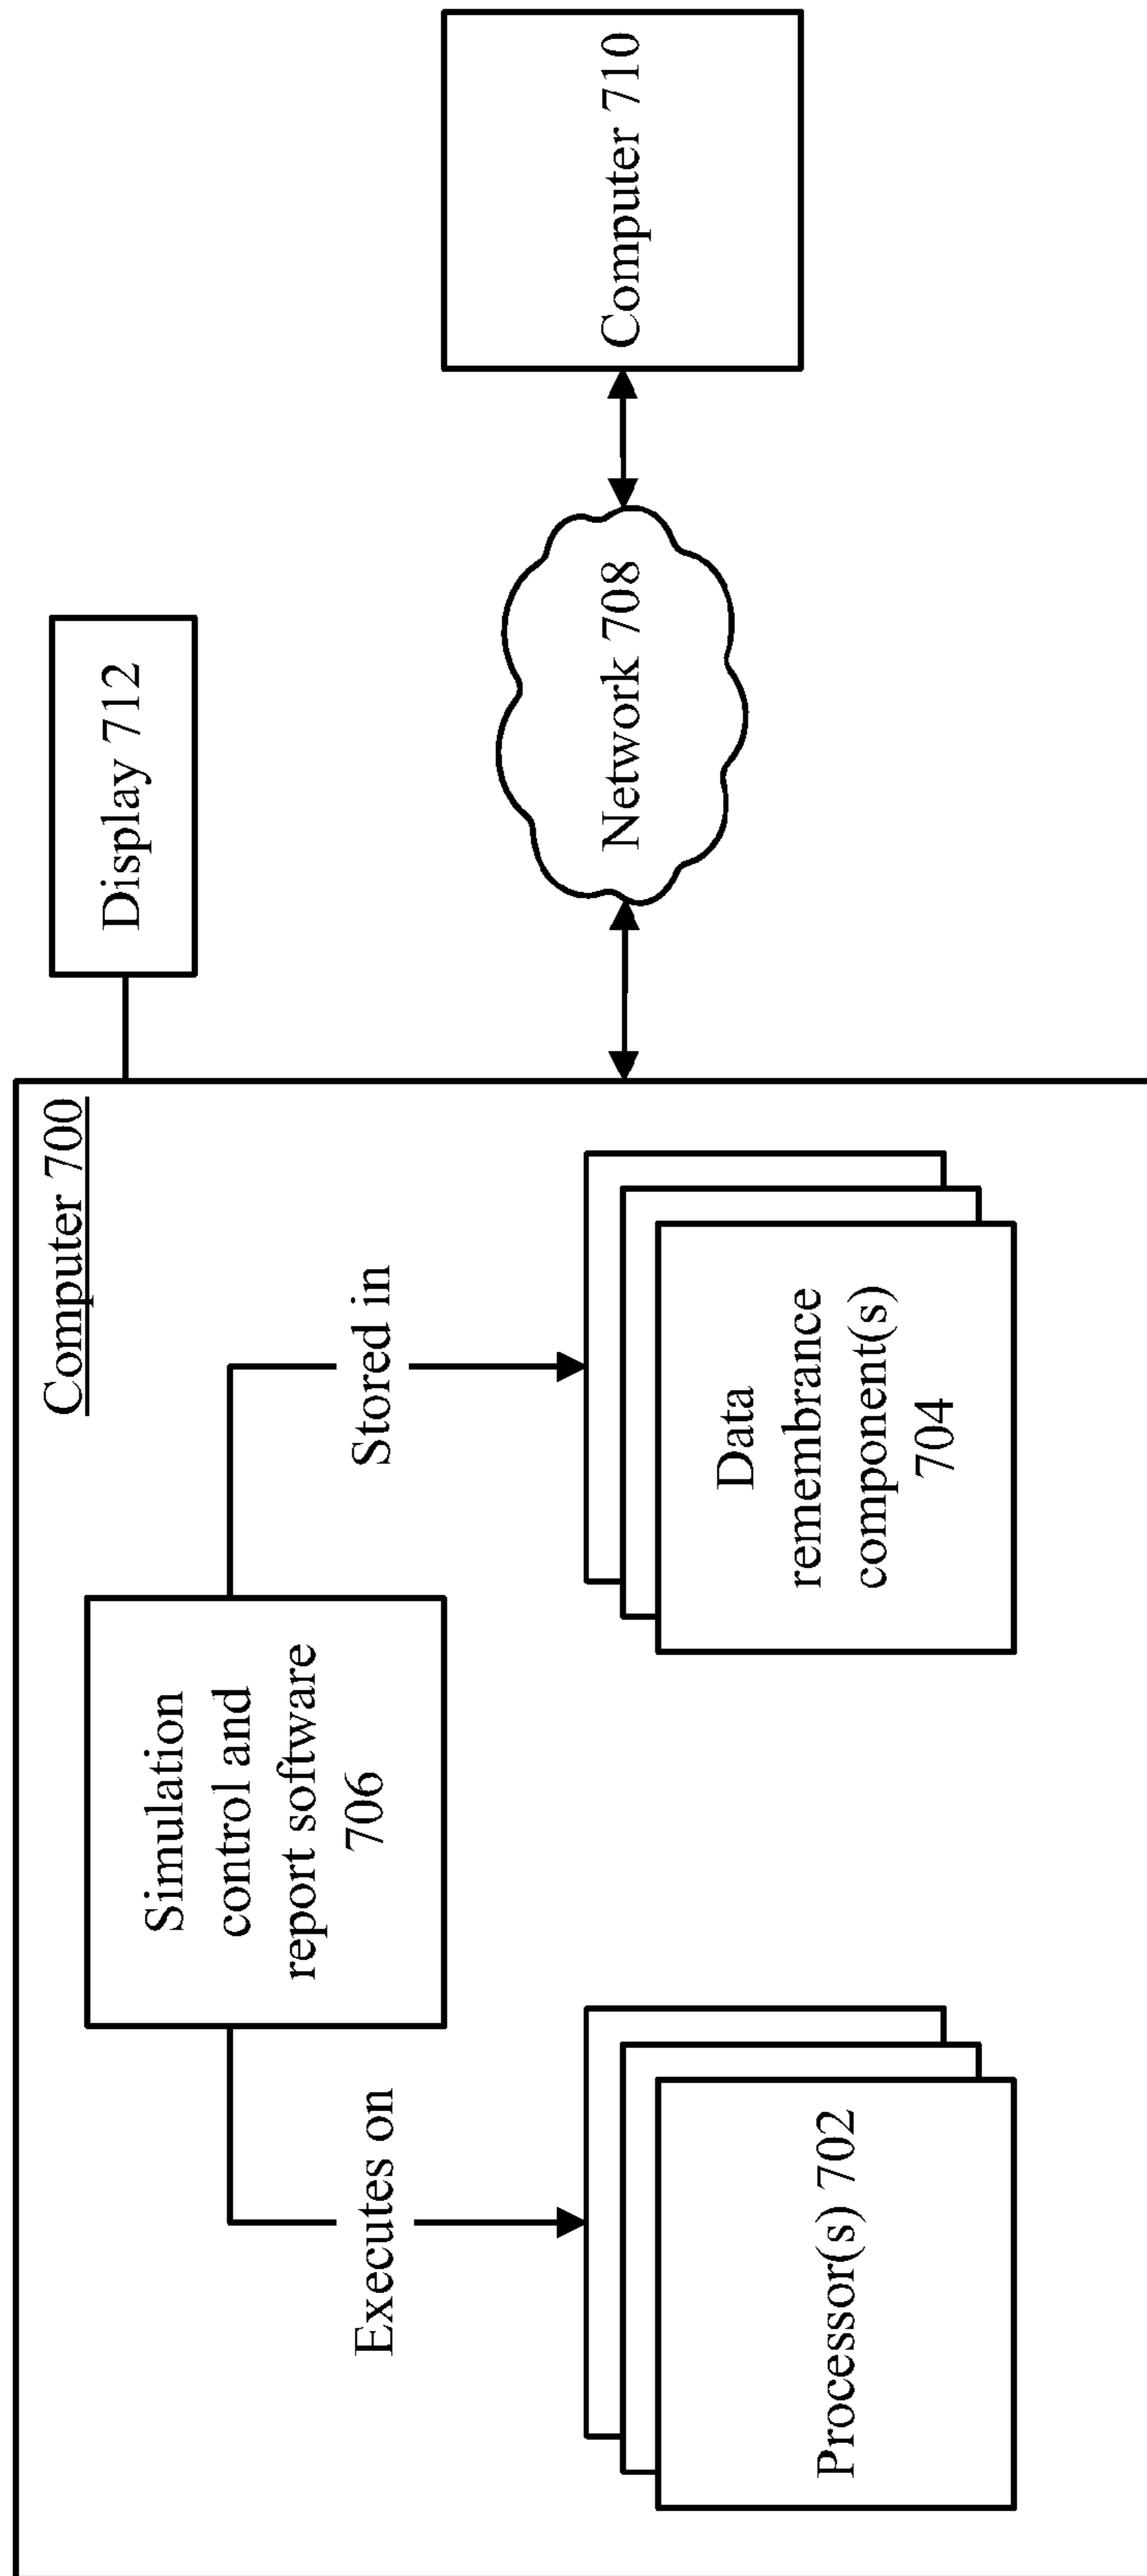 Computer 700
Simulation
control and
report software
706
Executes on
Stored in
Processor(s) 702
Data
remembrance
component(s)
704
Display 712
Network 708
Computer 710